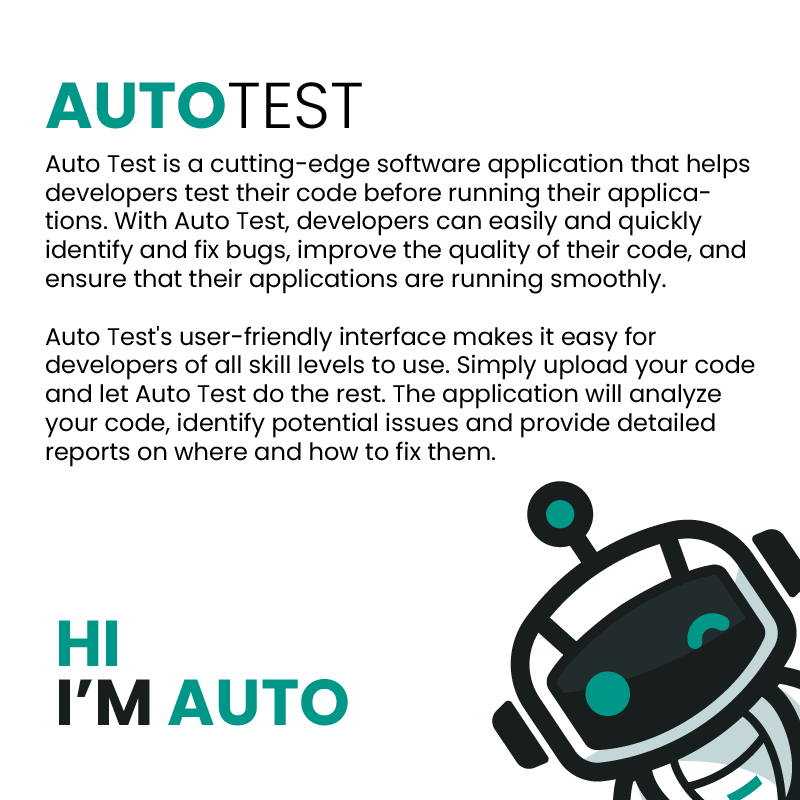 AUTOTEST
Auto Test is a cutting-edge software application that helps
developers test their code before running their applica-
tions. With Auto Test, developers can easily and quickly
identify and fix bugs, improve the quality of their code, and
ensure that their applications are running smoothly.
Auto Test's user-friendly interface makes it easy for
developers of all skill levels to use. Simply upload your code
and let Auto Test do the rest. The application will analyze
your code, identify potential issues and provide detailed
reports on where and how to fix them.
HI
I’M AUTO